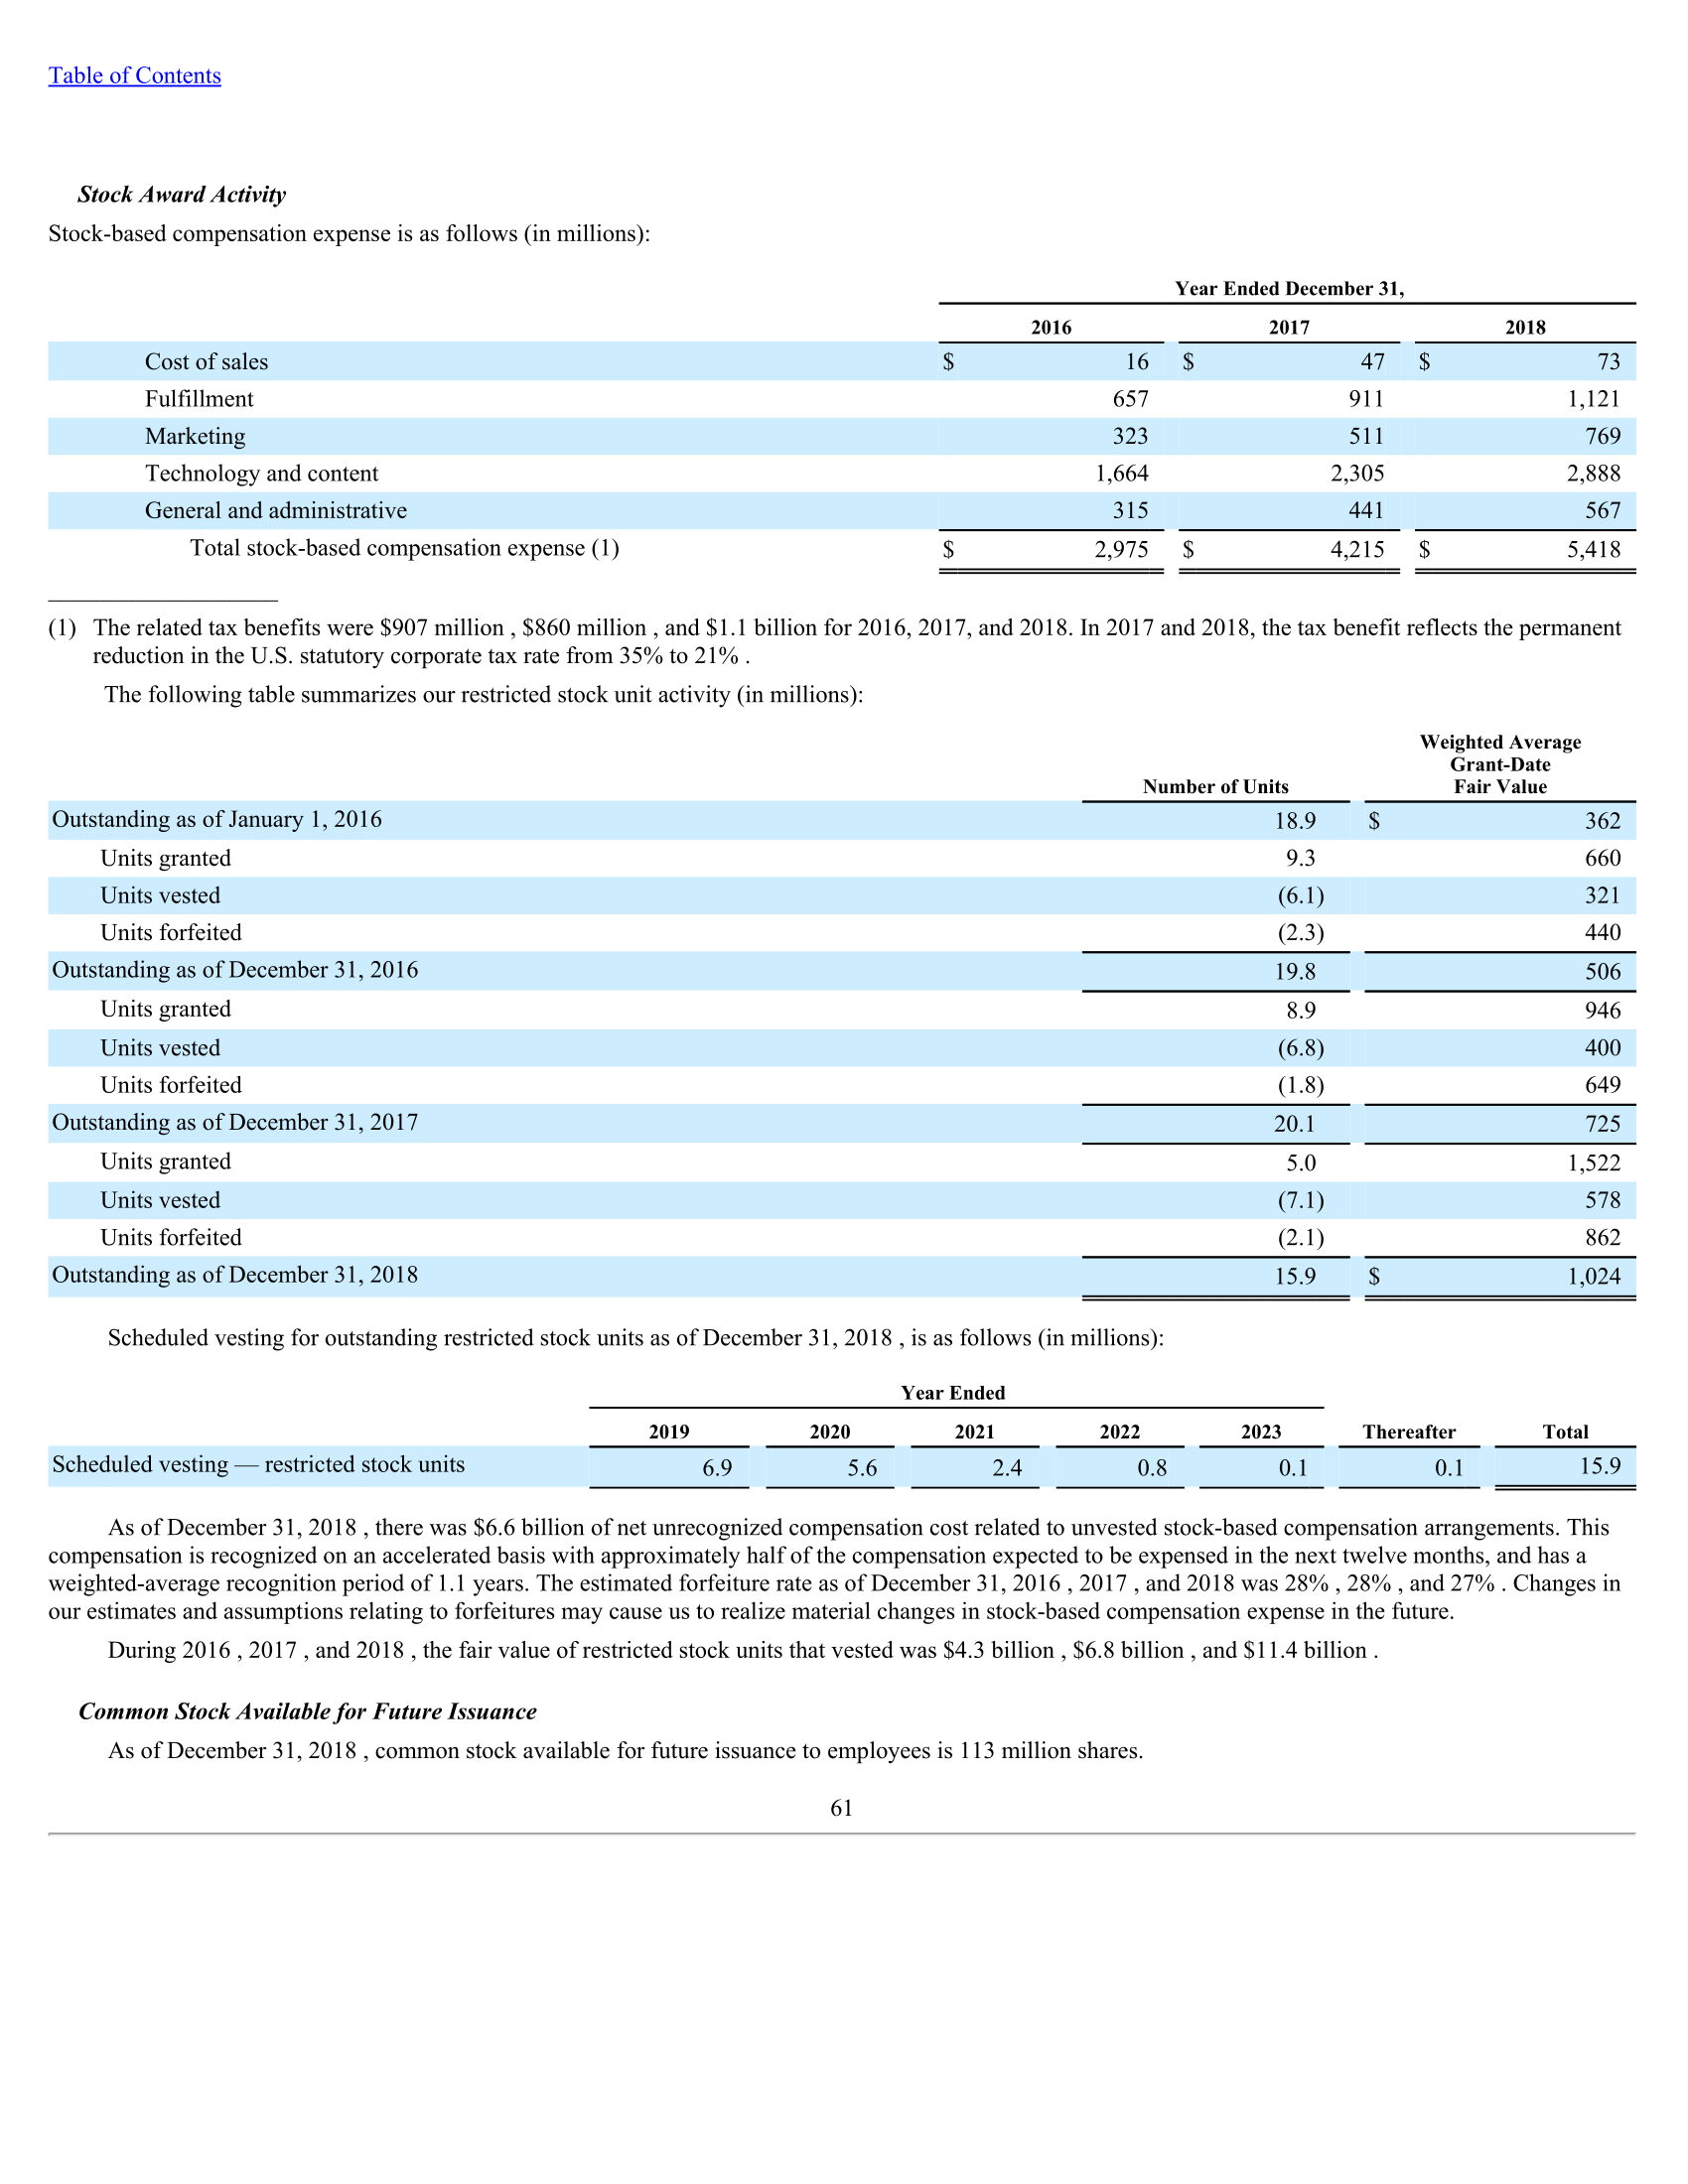 Table of Contents
Stock Award Activity
Stock-based compensation expense is as follows (in millions):
Year Ended December 31,
2016 2017 2018
Cost of sales $ 16 $ 47 $ 73
Fulfillment 657 911 1,121
Marketing 323 511 769
Technology and content 1,664 2,305 2,888
General and administrative 315 441 567
Total stock-based compensation expense (1) $ 2,975 $ 4,215 $ 5,418
(1) The related tax benefits were $907 million , $860 million , and $1.1 billion for 2016, 2017, and 2018. In 2017 and 2018, the tax benefit reflects the permanent
reduction in the U.S. statutory corporate tax rate from 35% to 21% .
The following table summarizes our restricted stock unit activity (in millions):
Weighted Average
Grant-Date
Number of Units Fair Value
Outstanding as of January 1, 2016 18.9 $ 362
Units granted 9.3 660
Units vested (6.1) 321
Units forfeited (2.3) 440
Outstanding as of December 31, 2016 19.8 506
Units granted 8.9 946
Units vested (6.8) 400
Units forfeited (1.8) 649
Outstanding as of December 31, 2017 20.1 725
Units granted 5.0 1,522
Units vested (7.1) 578
Units forfeited (2.1) 862
Outstanding as of December 31, 2018 15.9 $ 1,024
Scheduled vesting for outstanding restricted stock units as of December 31, 2018 , is as follows (in millions):
Year Ended
2019 2020 2021 2022 2023 Thereafter Total
Scheduled vesting — restricted stock units 6.9 5.6 2.4 0.8 0.1 0.1 15.9
As of December 31, 2018 , there was $6.6 billion of net unrecognized compensation cost related to unvested stock-based compensation arrangements. This
compensation is recognized on an accelerated basis with approximately half of the compensation expected to be expensed in the next twelve months, and has a
weighted-average recognition period of 1.1 years. The estimated forfeiture rate as of December 31, 2016 , 2017 , and 2018 was 28% , 28% , and 27% . Changes in
our estimates and assumptions relating to forfeitures may cause us to realize material changes in stock-based compensation expense in the future.
During 2016 , 2017 , and 2018 , the fair value of restricted stock units that vested was $4.3 billion , $6.8 billion , and $11.4 billion .
Common Stock Available for Future Issuance
As of December 31, 2018 , common stock available for future issuance to employees is 113 million shares.
61